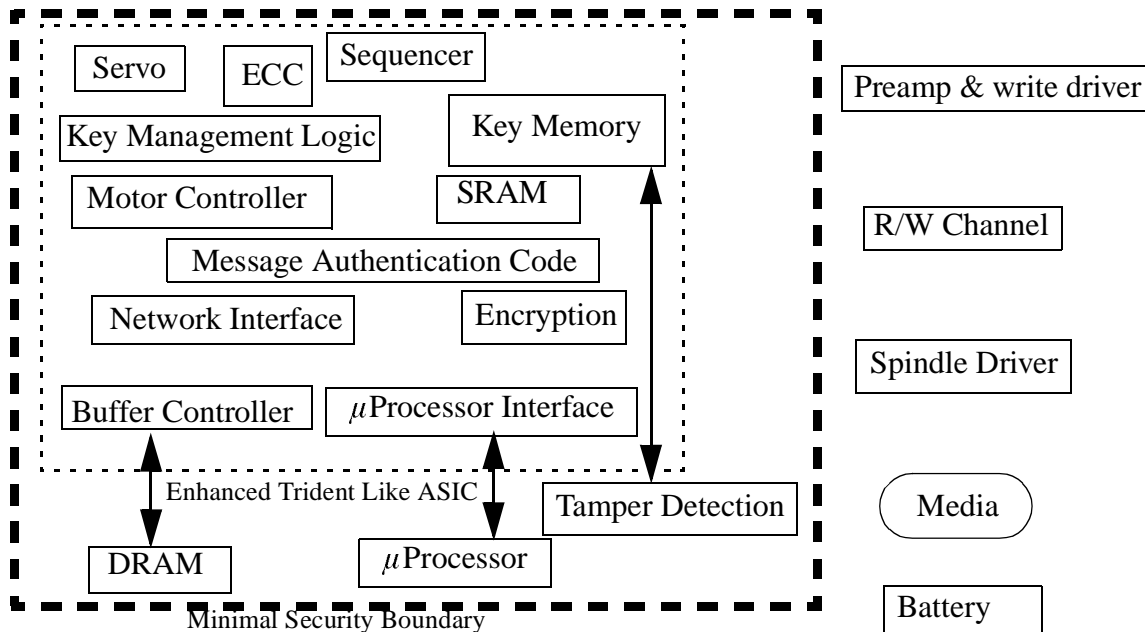 Servo
ECC
Sequencer
Preamp & write driver
Key Management Logic
Key Memory
Motor Controller
SRAM
R/W Channel
Message Authentication Code
Network Interface
Encryption
Spindle Driver
Buffer Controller
µProcessor Interface
Enhanced Trident Like ASIC
Tamper Detection
Media
DRAM
µProcessor
Minimal Security Boundary
Battery